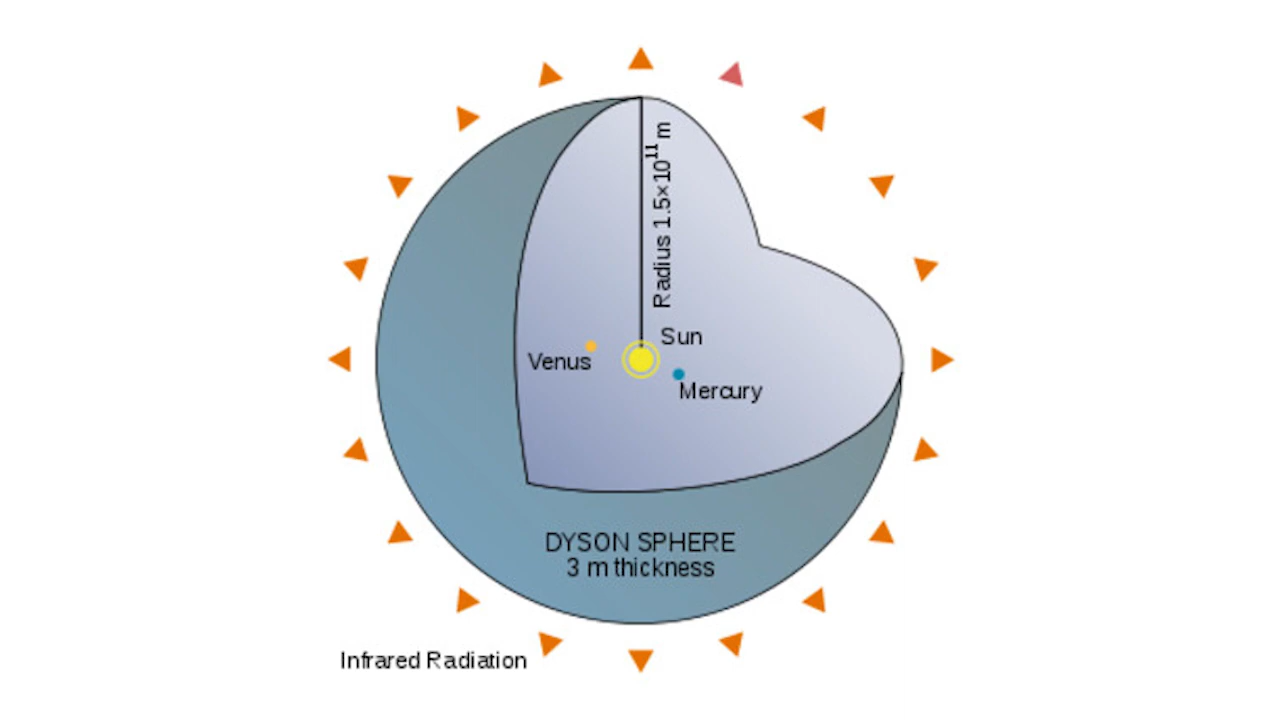 Radius 1.5×10¹¹ m
Sun
Venus
Mercury
DYSON SPHERE
3 m thickness
Infrared Radiation